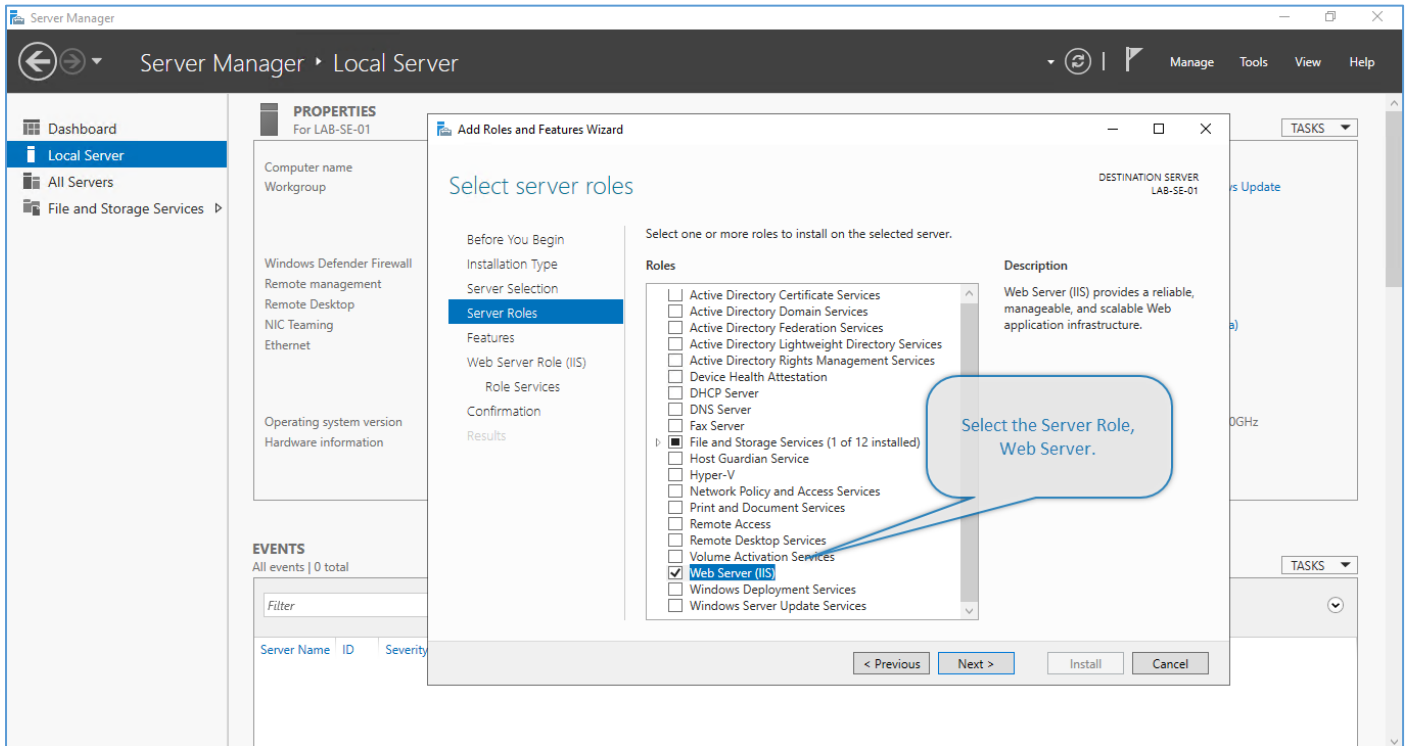 Server Manager
Server Manager ‣ Local Server
Manage Tools View Help
Dashboard
Local Server
All Servers
File and Storage Services
PROPERTIES
For LAB-SE-01
TASKS
Computer name
Workgroup
Windows Defender Firewall
Remote management
Remote Desktop
NIC Teaming
Ethernet
Operating system version
Hardware information
s Update
a)
0GHz
Add Roles and Features Wizard
Select server roles
DESTINATION SERVER
LAB-SE-01
Before You Begin
Installation Type
Server Selection
Server Roles
Features
Web Server Role (IIS)
Role Services
Confirmation
Results
Select one or more roles to install on the selected server.
Roles
Active Directory Certificate Services
Active Directory Domain Services
Active Directory Federation Services
Active Directory Lightweight Directory Services
Active Directory Rights Management Services
Device Health Attestation
DHCP Server
DNS Server
Fax Server
File and Storage Services (1 of 12 installed)
Host Guardian Service
Hyper-V
Network Policy and Access Services
Print and Document Services
Remote Access
Remote Desktop Services
Volume Activation Services
Web Server (IIS)
Windows Deployment Services
Windows Server Update Services
Description
Web Server (IIS) provides a reliable,
manageable, and scalable Web
application infrastructure.
Select the Server Role,
Web Server.
< Previous Next > Install Cancel
EVENTS
All events | 0 total
TASKS
Filter
Server Name ID Severity